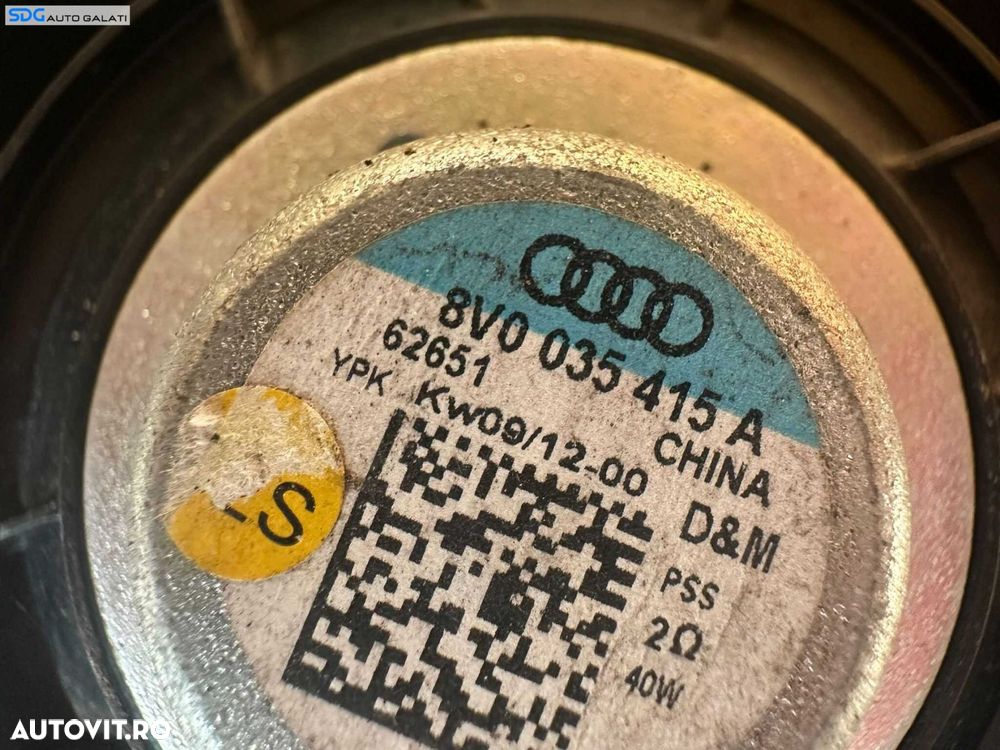 SDG AUTO GALATI
8V0 035 415 A
62651
CHINA
YPK KW09/12-00
D&M
PSS
2Ω
40W
-S
AUTOVIT.RO